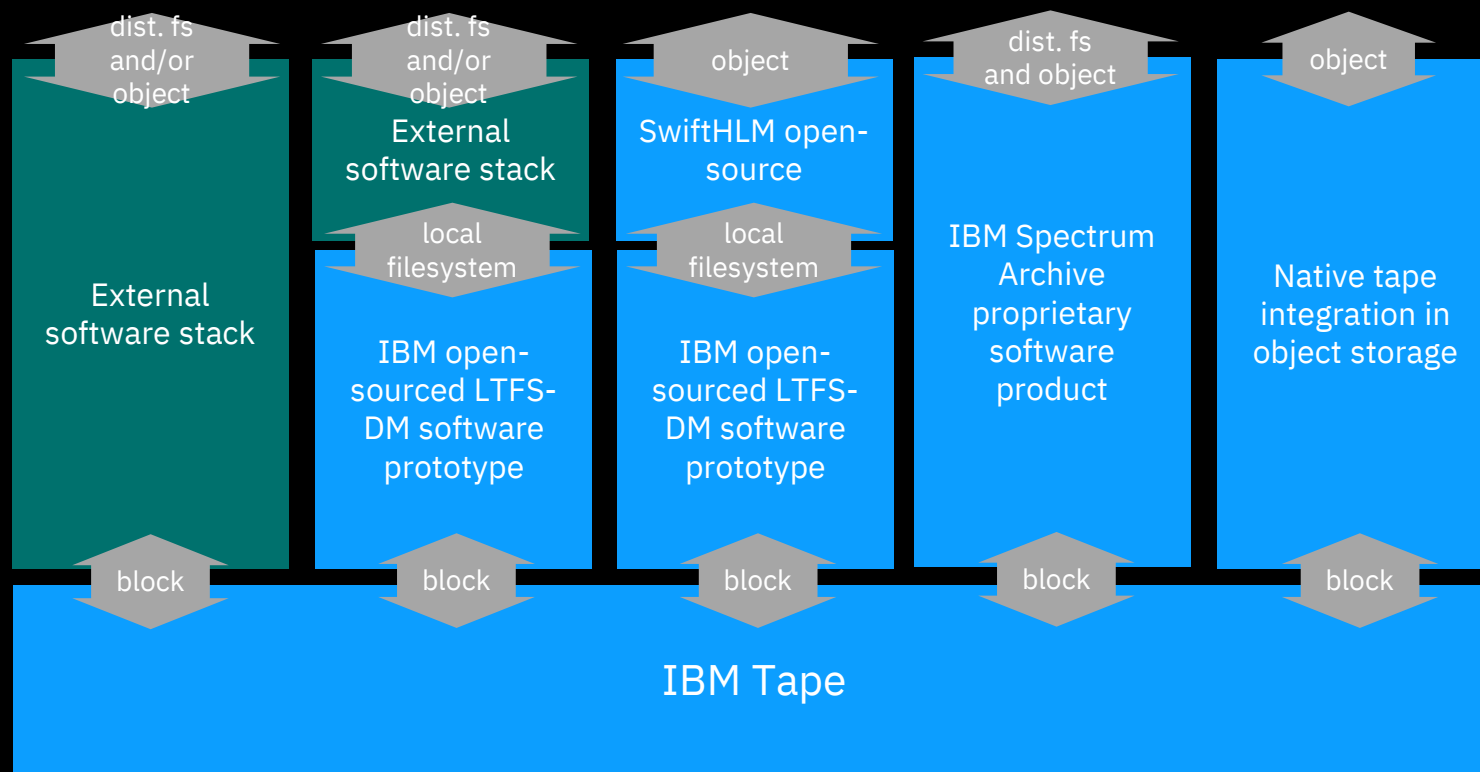 dist. fs
and/or
object
External
software stack
block
dist. fs
and/or
object
External
software stack
local
filesystem
IBM open-
sourced LTFS-
DM software
prototype
block
object
SwiftHLM open-
source
local
filesystem
IBM open-
sourced LTFS-
DM software
prototype
block
dist. fs
and object
IBM Spectrum
Archive
proprietary
software
product
block
object
Native tape
integration in
object storage
block
IBM Tape